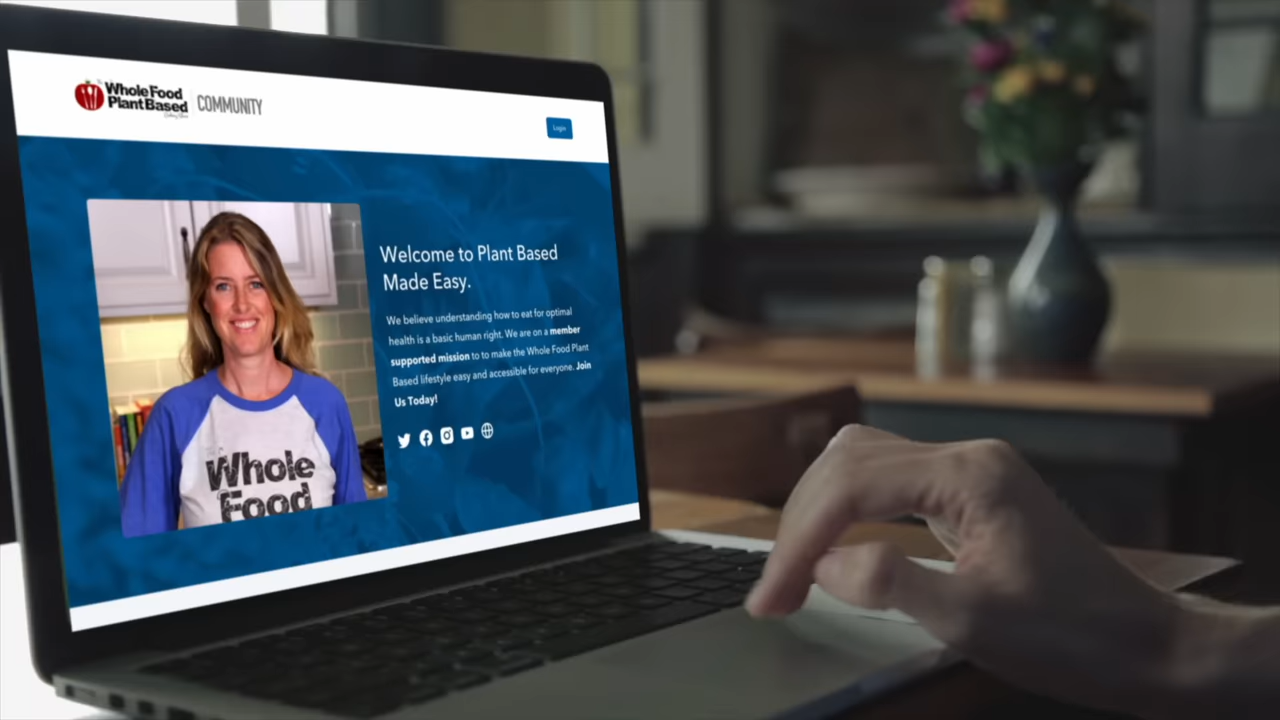 Whole Food
Plant Based
COMMUNITY
Login
Welcome to Plant Based
Made Easy.
We believe understanding how to eat for optimal
health is a basic human right. We are on a member
supported mission to to make the Whole Food Plant
Based lifestyle easy and accessible for everyone. Join
Us Today!
Whole
Food